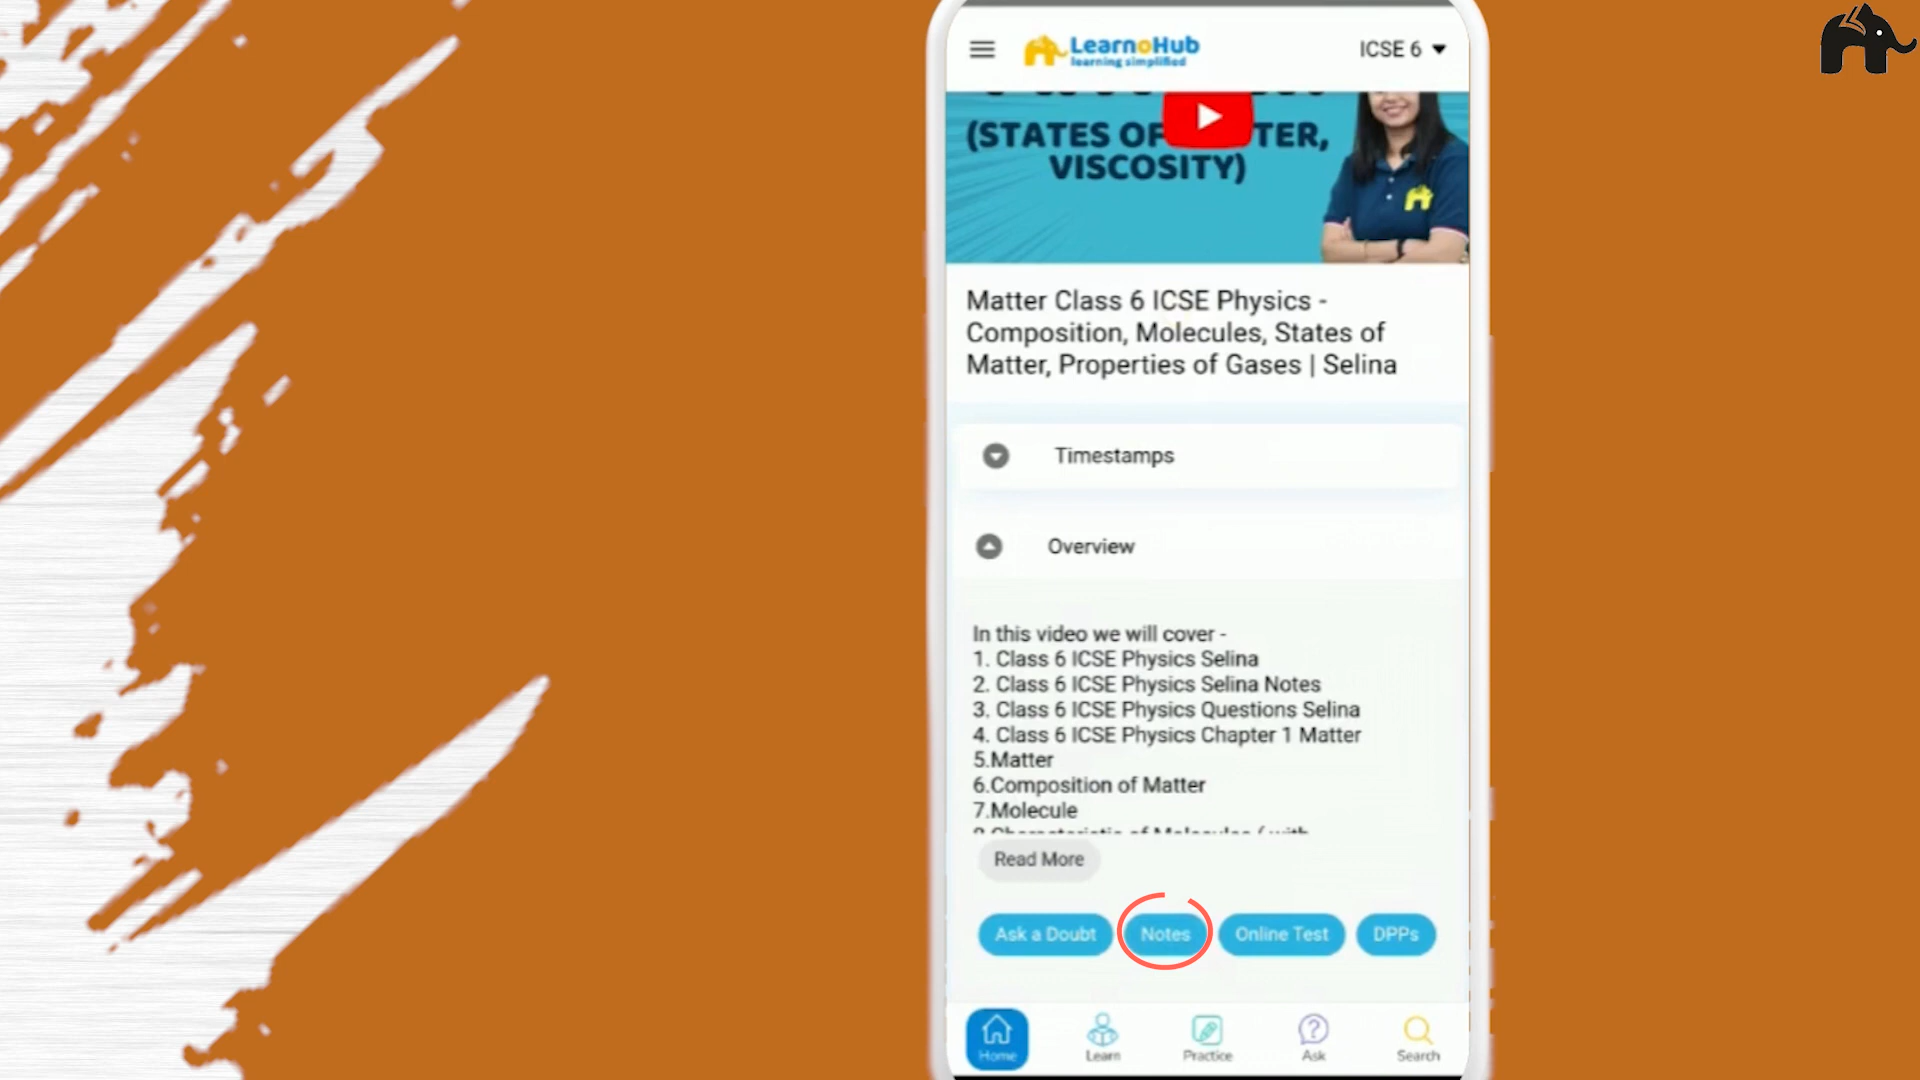 LearnoHub
learning simplified
ICSE 6
(STATES OF TER,
VISCOSITY)
Matter Class 6 ICSE Physics -
Composition, Molecules, States of
Matter, Properties of Gases | Selina
Timestamps
Overview
In this video we will cover -
1. Class 6 ICSE Physics Selina
2. Class 6 ICSE Physics Selina Notes
3. Class 6 ICSE Physics Questions Selina
4. Class 6 ICSE Physics Chapter 1 Matter
5.Matter
6.Composition of Matter
7.Molecule
Read More
Ask a Doubt
Notes
Online Test
DPPs
Home
Learn
Practice
Ask
Search